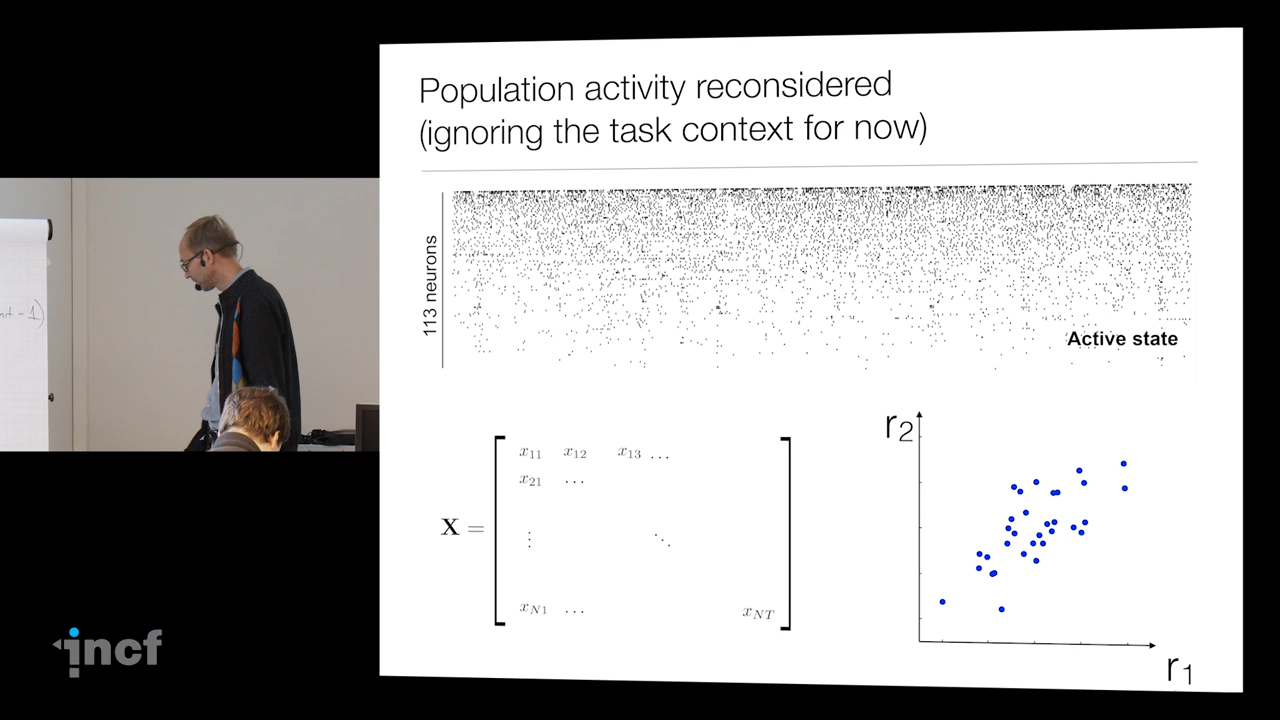 Population activity reconsidered
(ignoring the task context for now)
113 neurons
Active state
X =
x11 x12 x13 ...
x21 ...
⋮ ⋱
xN1 ... xNT
r2
r1
incf